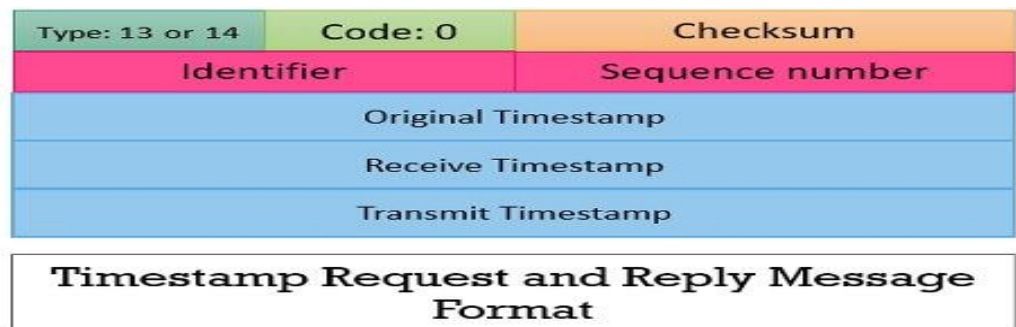 Type: 13 or 14 Code: 0 Checksum
Identifier Sequence number
Original Timestamp
Receive Timestamp
Transmit Timestamp
Timestamp Request and Reply Message
Format